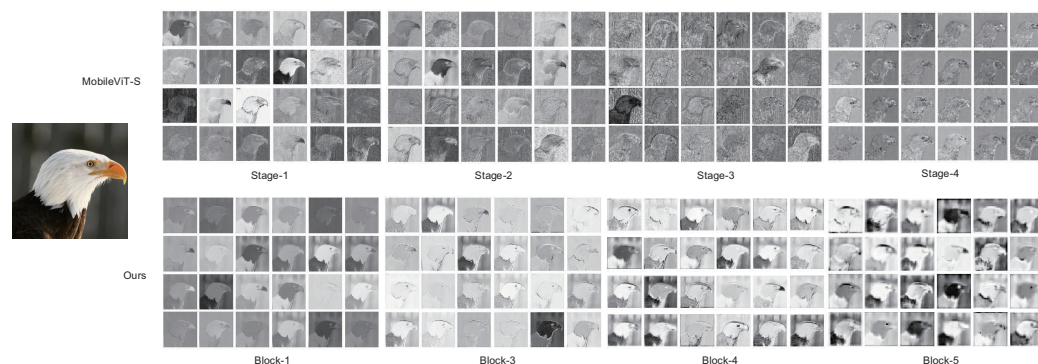 MobileViT-S
Stage-1
Stage-2
Stage-3
Stage-4
Ours
Block-1
Block-3
Block-4
Block-5